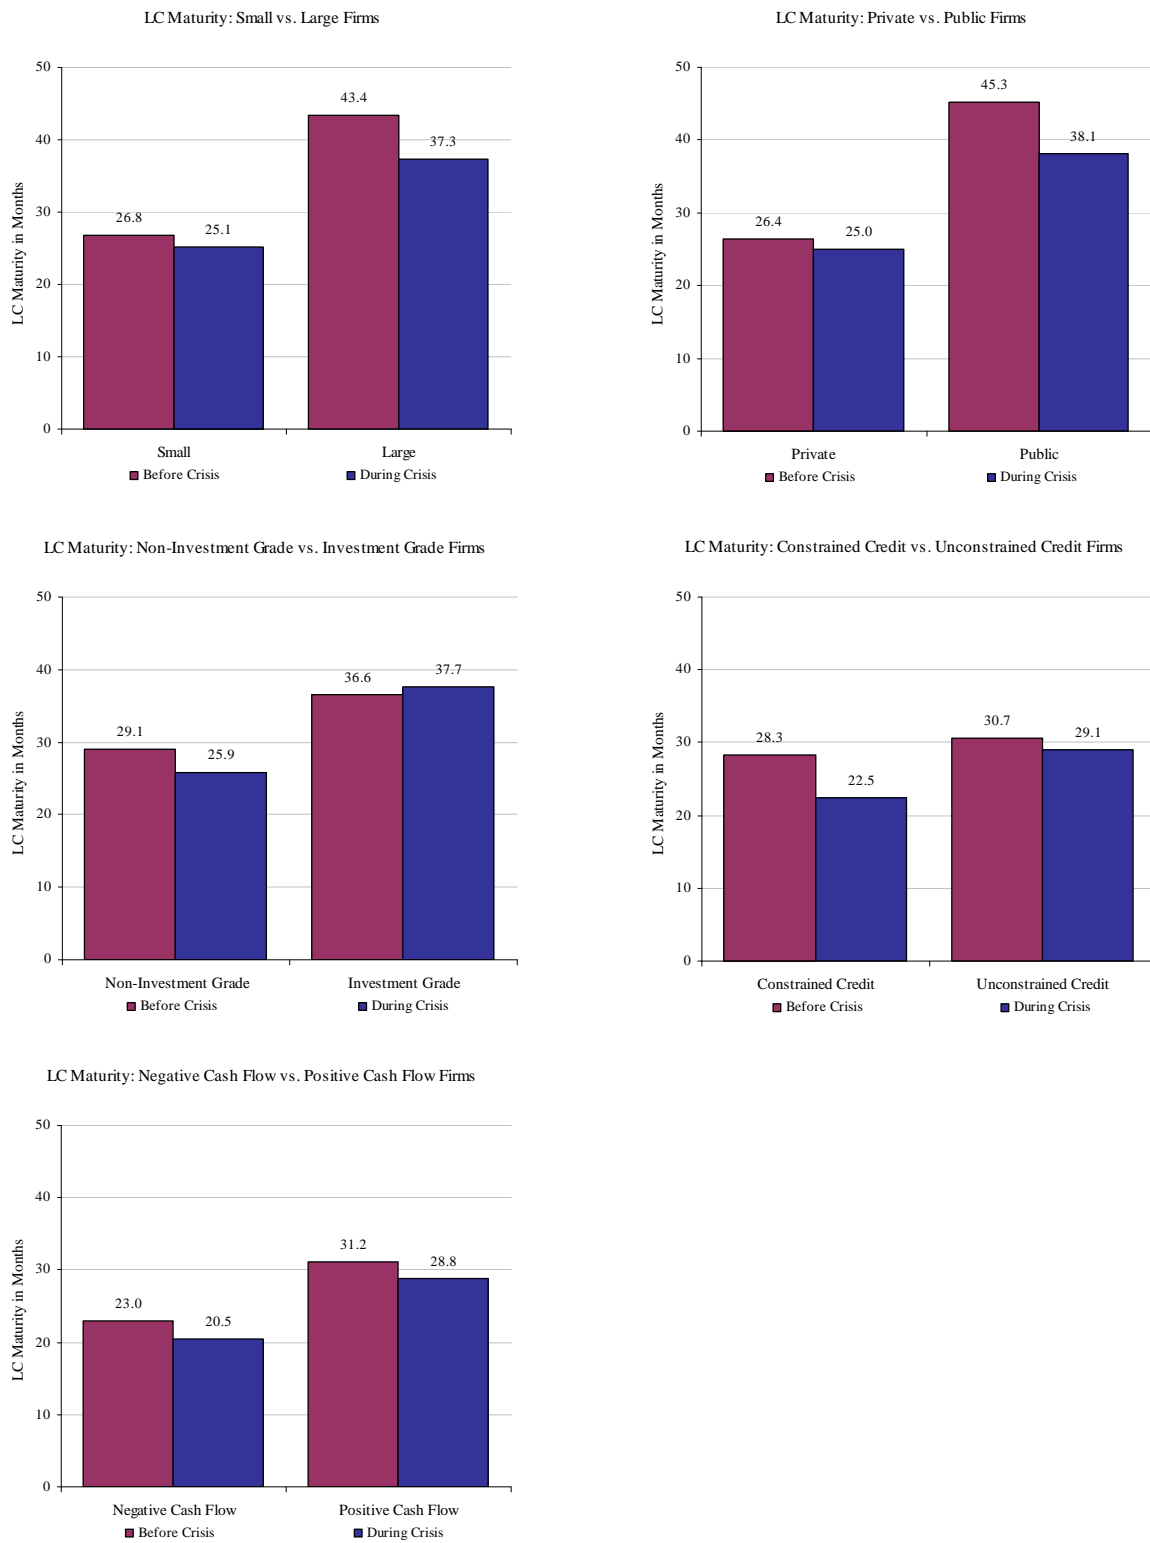 LC Maturity: Small vs. Large Firms
50
40
30
20
10
0
LC Maturity in Months
26.8
25.1
43.4
37.3
Small
Large
Before Crisis
During Crisis
LC Maturity: Private vs. Public Firms
50
40
30
20
10
0
LC Maturity in Months
26.4
25.0
45.3
38.1
Private
Public
Before Crisis
During Crisis
LC Maturity: Non-Investment Grade vs. Investment Grade Firms
50
40
30
20
10
0
LC Maturity in Months
29.1
25.9
36.6
37.7
Non-Investment Grade
Investment Grade
Before Crisis
During Crisis
LC Maturity: Constrained Credit vs. Unconstrained Credit Firms
50
40
30
20
10
0
LC Maturity in Months
28.3
22.5
30.7
29.1
Constrained Credit
Unconstrained Credit
Before Crisis
During Crisis
LC Maturity: Negative Cash Flow vs. Positive Cash Flow Firms
50
40
30
20
10
0
LC Maturity in Months
23.0
20.5
31.2
28.8
Negative Cash Flow
Positive Cash Flow
Before Crisis
During Crisis